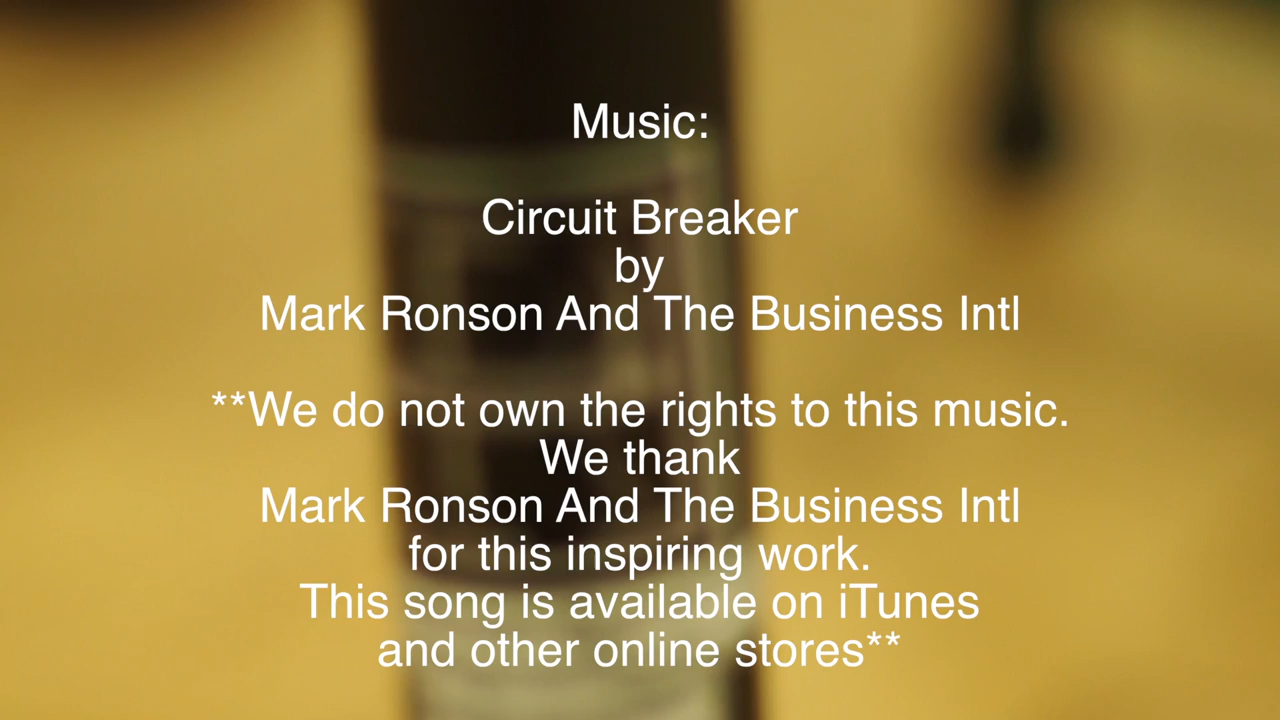 Music:
Circuit Breaker
by
Mark Ronson And The Business Intl
**We do not own the rights to this music.
We thank
Mark Ronson And The Business Intl
for this inspiring work.
This song is available on iTunes
and other online stores**